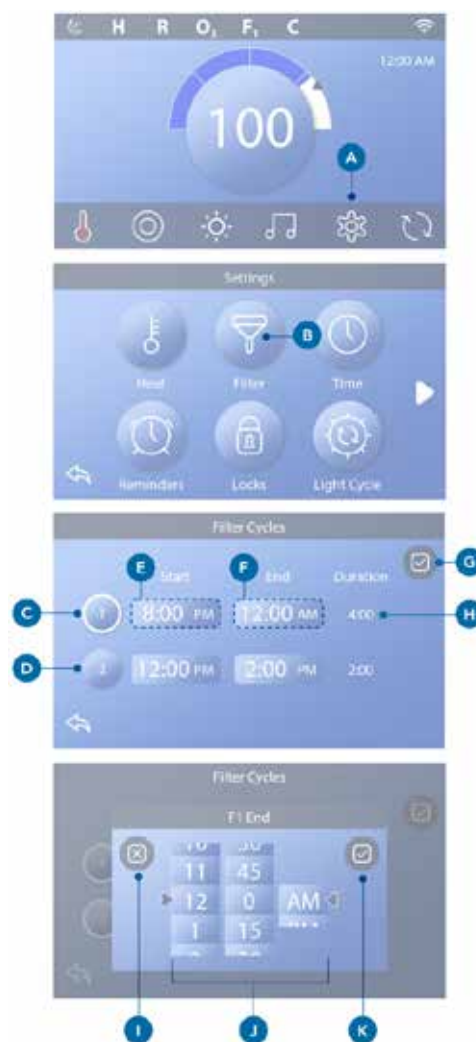 H R O₃ F₁ C
12:00 AM
100
A
Settings
B
Heat Filter Time
Reminders Locks Light Cycle
Filter Cycles
E F G
Start End Duration
C 1 8:00 PM 12:00 AM 4:00 H
D 2 12:00 PM 2:00 PM 2:00
Filter Cycles
F1 End
11 45
12 0 AM
1 15
I J K